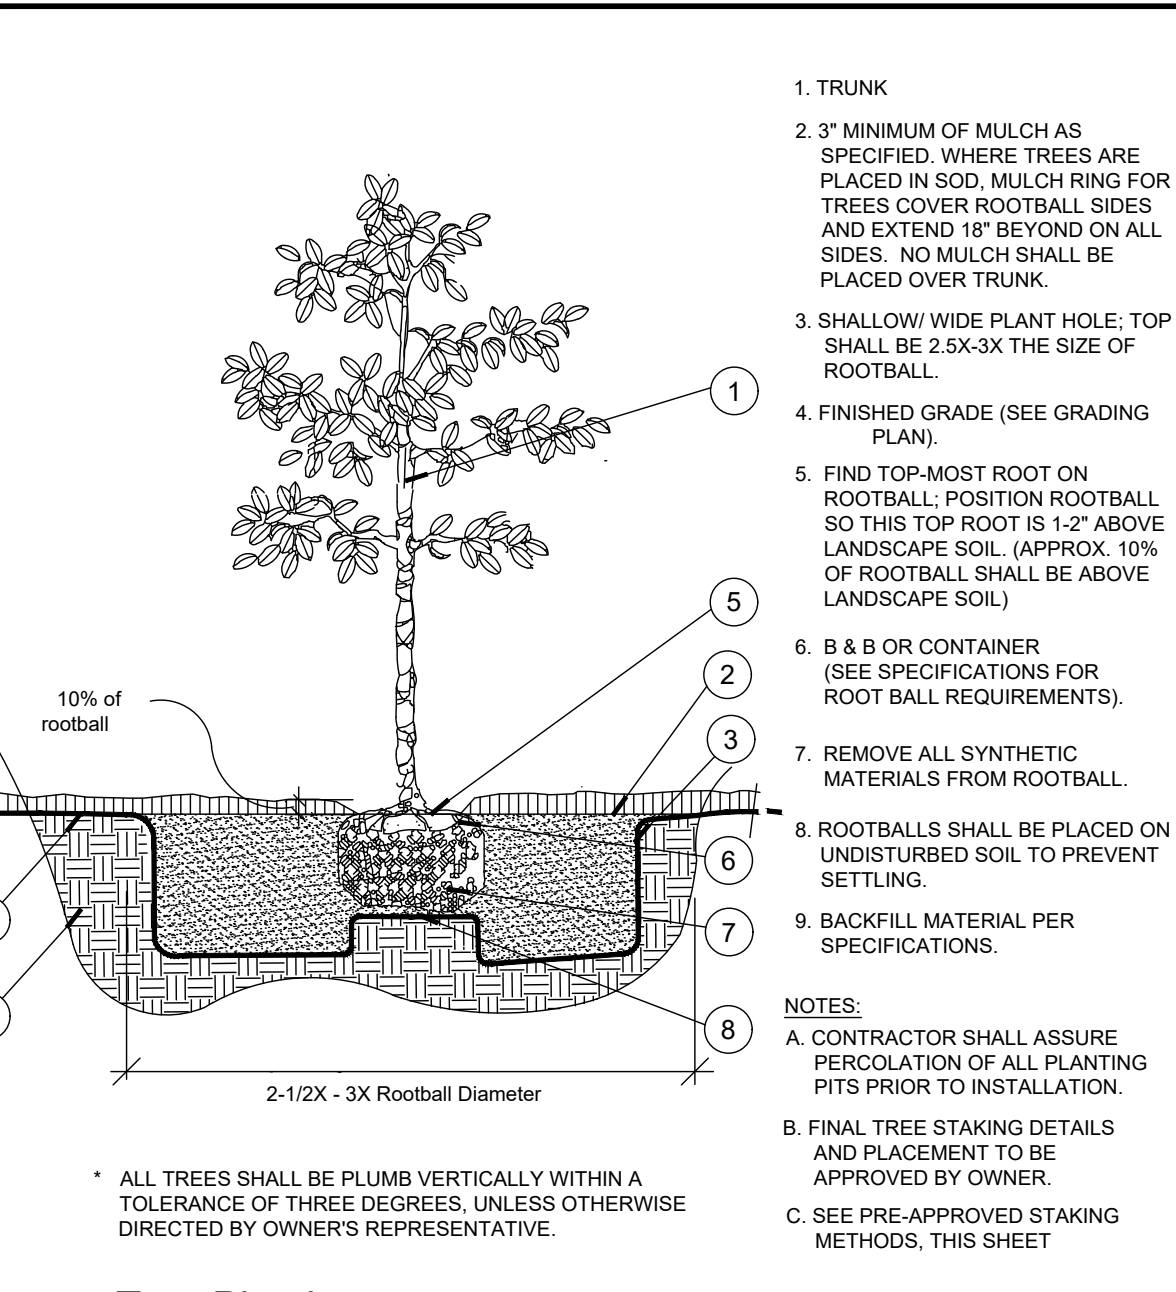 1. TRUNK
2. 3" MINIMUM OF MULCH AS
SPECIFIED. WHERE TREES ARE
PLACED IN SOD, MULCH RING FOR
TREES COVER ROOTBALL SIDES
AND EXTEND 18" BEYOND ON ALL
SIDES. NO MULCH SHALL BE
PLACED OVER TRUNK.
3. SHALLOW/ WIDE PLANT HOLE; TOP
SHALL BE 2.5X-3X THE SIZE OF
ROOTBALL.
4. FINISHED GRADE (SEE GRADING
PLAN).
5. FIND TOP-MOST ROOT ON
ROOTBALL; POSITION ROOTBALL
SO THIS TOP ROOT IS 1-2" ABOVE
LANDSCAPE SOIL. (APPROX. 10%
OF ROOTBALL SHALL BE ABOVE
LANDSCAPE SOIL)
6. B & B OR CONTAINER
(SEE SPECIFICATIONS FOR
ROOT BALL REQUIREMENTS).
7. REMOVE ALL SYNTHETIC
MATERIALS FROM ROOTBALL.
8. ROOTBALLS SHALL BE PLACED ON
UNDISTURBED SOIL TO PREVENT
SETTLING.
9. BACKFILL MATERIAL PER
SPECIFICATIONS.
NOTES:
A. CONTRACTOR SHALL ASSURE
PERCOLATION OF ALL PLANTING
PITS PRIOR TO INSTALLATION.
B. FINAL TREE STAKING DETAILS
AND PLACEMENT TO BE
APPROVED BY OWNER.
C. SEE PRE-APPROVED STAKING
METHODS, THIS SHEET
1
5
2
3
6
7
8
10% of
rootball
2-1/2X - 3X Rootball Diameter
* ALL TREES SHALL BE PLUMB VERTICALLY WITHIN A
TOLERANCE OF THREE DEGREES, UNLESS OTHERWISE
DIRECTED BY OWNER'S REPRESENTATIVE.